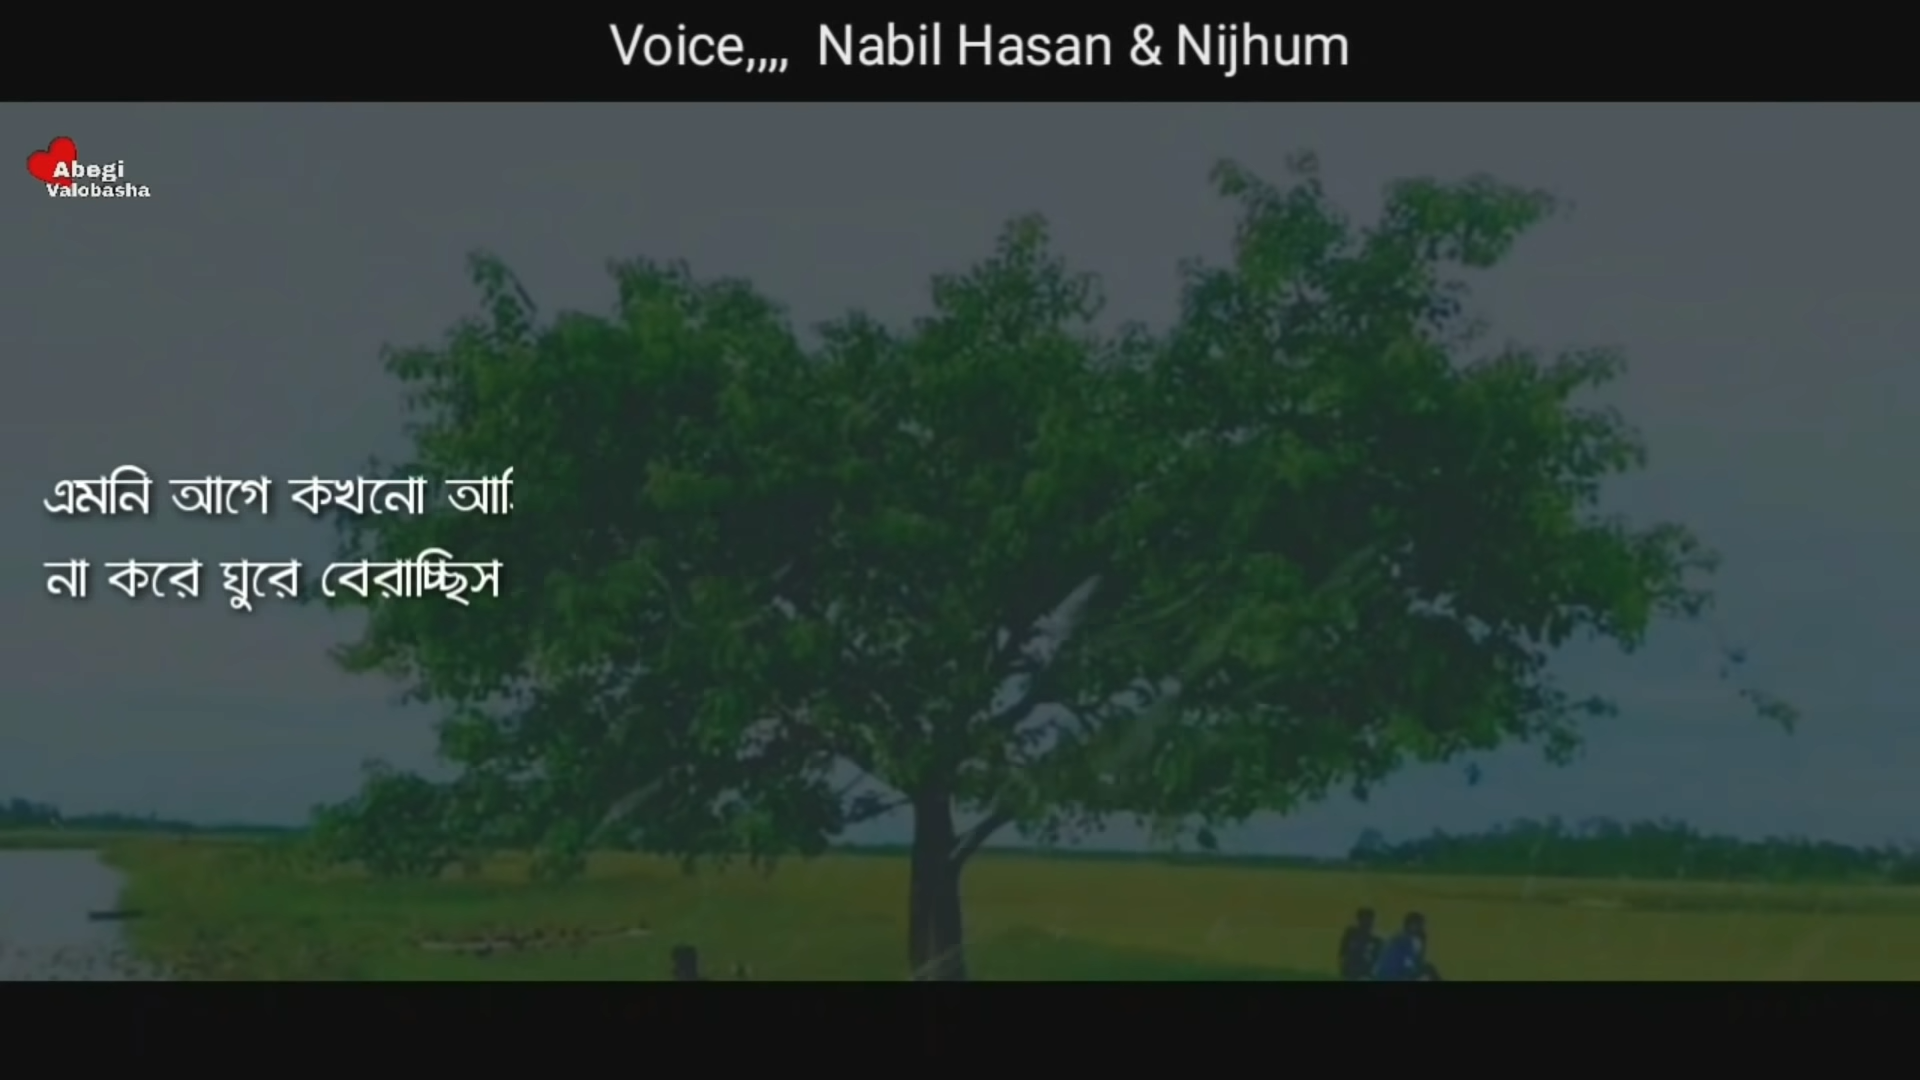 Voice,,,, Nabil Hasan & Nijhum
Abegi
Valobasha
এমনি আগে কখনো
না করে ঘুরে বেরাচ্ছিস